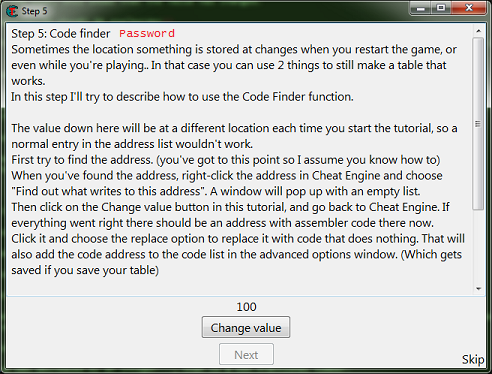 Step 5
Step 5: Code finder Password
Sometimes the location something is stored at changes when you restart the game, or
even while you're playing.. In that case you can use 2 things to still make a table that
works.
In this step I'll try to describe how to use the Code Finder function.
The value down here will be at a different location each time you start the tutorial, so a
normal entry in the address list wouldn't work.
First try to find the address. (you've got to this point so I assume you know how to)
When you've found the address, right-click the address in Cheat Engine and choose
"Find out what writes to this address". A window will pop up with an empty list.
Then click on the Change value button in this tutorial, and go back to Cheat Engine. If
everything went right there should be an address with assembler code there now.
Click it and choose the replace option to replace it with code that does nothing. That will
also add the code address to the code list in the advanced options window. (Which gets
saved if you save your table)
100
Change value
Next
Skip